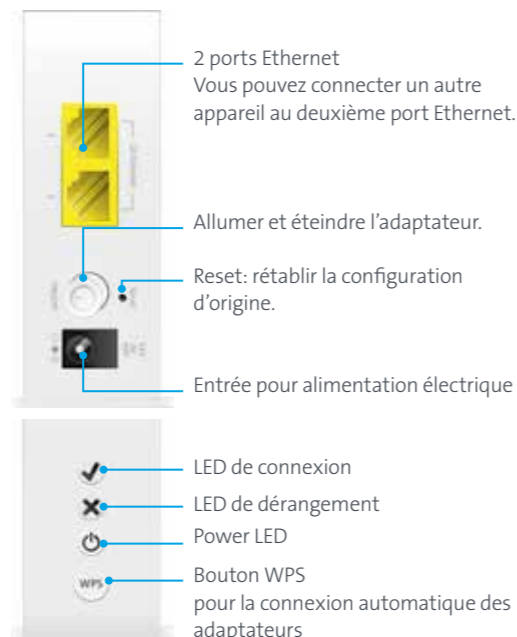 2 ports Ethernet
Vous pouvez connecter un autre
appareil au deuxième port Ethernet.
Allumer et éteindre l’adaptateur.
Reset: rétablir la configuration
d’origine.
Entrée pour alimentation électrique
LED de connexion
LED de dérangement
Power LED
WPS
Bouton WPS
pour la connexion automatique des
adaptateurs